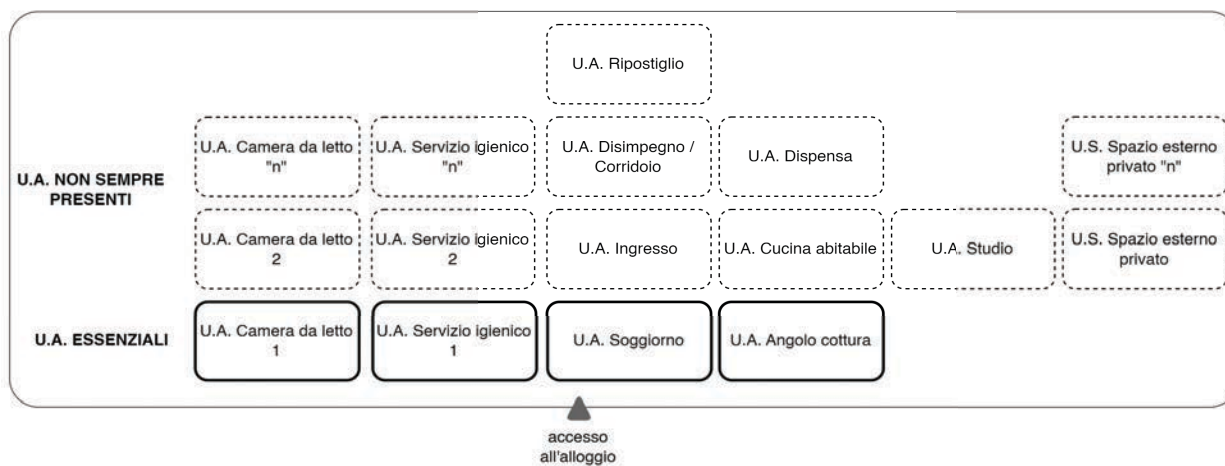 U.A. Ripostiglio
U.A. NON SEMPRE
PRESENTI
U.A. Camera da letto
"n"
U.A. Servizio igienico
"n"
U.A. Disimpegno /
Corridoio
U.A. Dispensa
U.S. Spazio esterno
privato "n"
U.A. Camera da letto
2
U.A. Servizio igienico
2
U.A. Ingresso
U.A. Cucina abitabile
U.A. Studio
U.S. Spazio esterno
privato
U.A. ESSENZIALI
U.A. Camera da letto
1
U.A. Servizio igienico
1
U.A. Soggiorno
U.A. Angolo cottura
accesso
all'alloggio